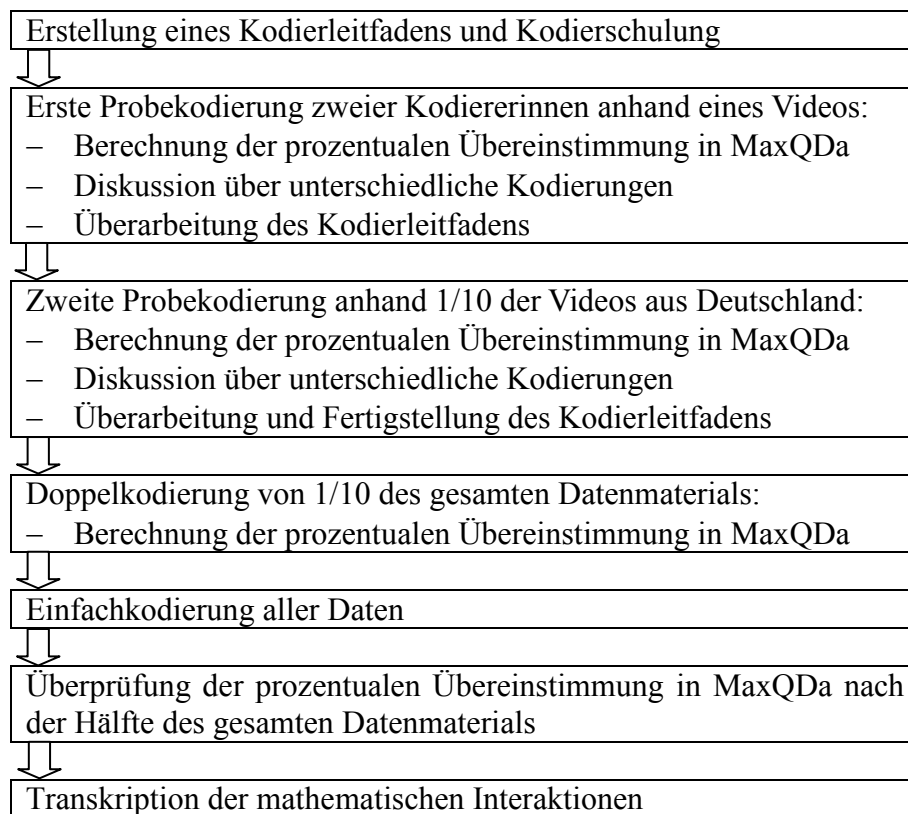 Erstellung eines Kodierleitfadens und Kodierschulung
Erste Probekodierung zweier Kodiererinnen anhand eines Videos:
– Berechnung der prozentualen Übereinstimmung in MaxQDa
– Diskussion über unterschiedliche Kodierungen
– Überarbeitung des Kodierleitfadens
Zweite Probekodierung anhand 1/10 der Videos aus Deutschland:
– Berechnung der prozentualen Übereinstimmung in MaxQDa
– Diskussion über unterschiedliche Kodierungen
– Überarbeitung und Fertigstellung des Kodierleitfadens
Doppelkodierung von 1/10 des gesamten Datenmaterials:
– Berechnung der prozentualen Übereinstimmung in MaxQDa
Einfachkodierung aller Daten
Überprüfung der prozentualen Übereinstimmung in MaxQDa nach
der Hälfte des gesamten Datenmaterials
Transkription der mathematischen Interaktionen